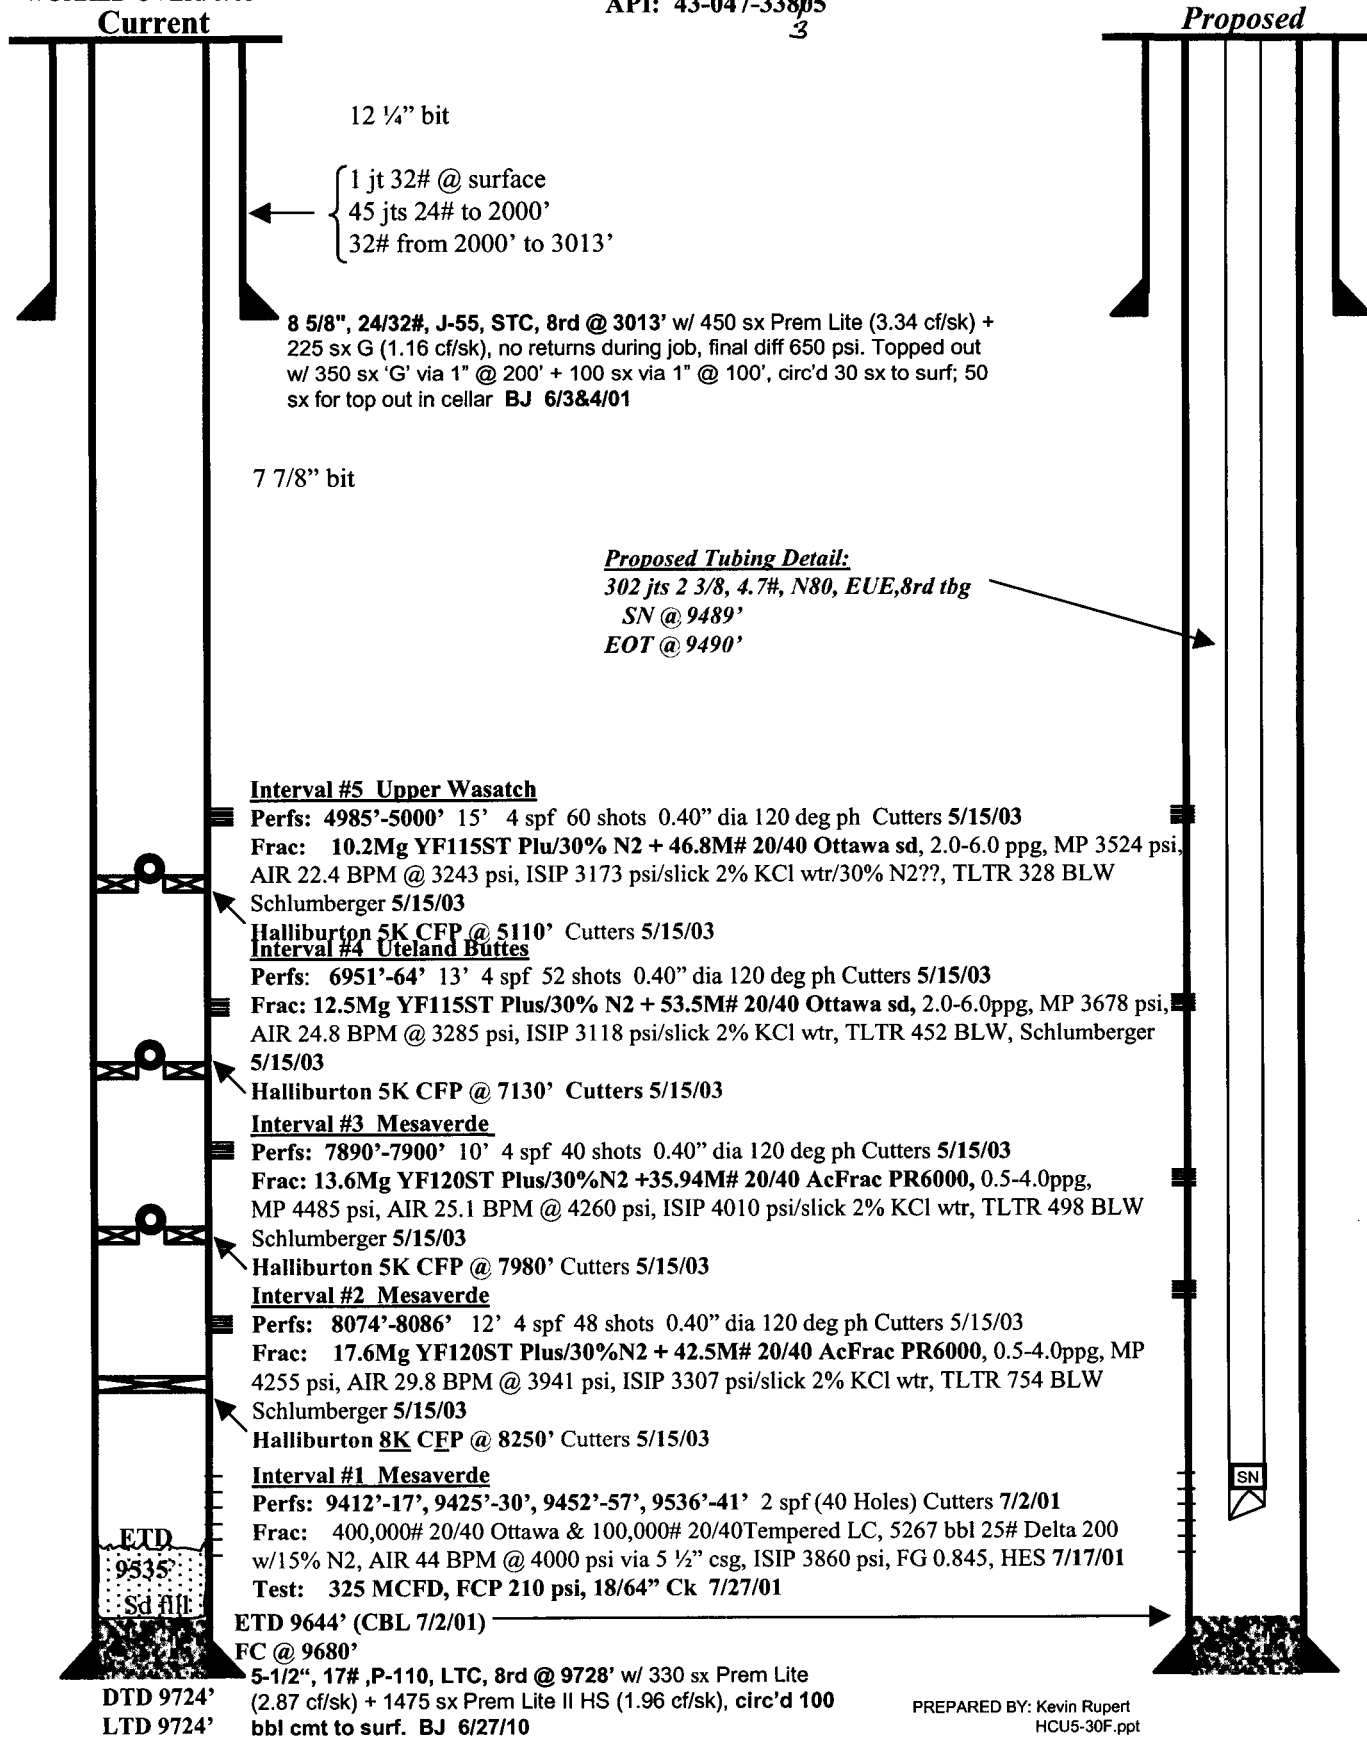 Current
API: 43-047-33805
3
Proposed
12 ¼” bit
1 jt 32# @ surface
45 jts 24# to 2000’
32# from 2000’ to 3013’
8 5/8", 24/32#, J-55, STC, 8rd @ 3013’ w/ 450 sx Prem Lite (3.34 cf/sk) +
225 sx G (1.16 cf/sk), no returns during job, final diff 650 psi. Topped out
w/ 350 sx ‘G’ via 1” @ 200’ + 100 sx via 1” @ 100’, circ’d 30 sx to surf; 50
sx for top out in cellar BJ 6/3&4/01
7 7/8” bit
Proposed Tubing Detail:
302 jts 2 3/8, 4.7#, N80, EUE,8rd tbg
SN @ 9489’
EOT @ 9490’
Interval #5 Upper Wasatch
Perfs: 4985’-5000’ 15’ 4 spf 60 shots 0.40” dia 120 deg ph Cutters 5/15/03
Frac: 10.2Mg YF115ST Plu/30% N2 + 46.8M# 20/40 Ottawa sd, 2.0-6.0 ppg, MP 3524 psi,
AIR 22.4 BPM @ 3243 psi, ISIP 3173 psi/slick 2% KCl wtr/30% N2??, TLTR 328 BLW
Schlumberger 5/15/03
Halliburton 5K CFP @ 5110’ Cutters 5/15/03
Interval #4 Uteland Buttes
Perfs: 6951’-64’ 13’ 4 spf 52 shots 0.40” dia 120 deg ph Cutters 5/15/03
Frac: 12.5Mg YF115ST Plus/30% N2 + 53.5M# 20/40 Ottawa sd, 2.0-6.0ppg, MP 3678 psi,
AIR 24.8 BPM @ 3285 psi, ISIP 3118 psi/slick 2% KCl wtr, TLTR 452 BLW, Schlumberger
5/15/03
Halliburton 5K CFP @ 7130’ Cutters 5/15/03
Interval #3 Mesaverde
Perfs: 7890’-7900’ 10’ 4 spf 40 shots 0.40” dia 120 deg ph Cutters 5/15/03
Frac: 13.6Mg YF120ST Plus/30%N2 +35.94M# 20/40 AcFrac PR6000, 0.5-4.0ppg,
MP 4485 psi, AIR 25.1 BPM @ 4260 psi, ISIP 4010 psi/slick 2% KCl wtr, TLTR 498 BLW
Schlumberger 5/15/03
Halliburton 5K CFP @ 7980’ Cutters 5/15/03
Interval #2 Mesaverde
Perfs: 8074’-8086’ 12’ 4 spf 48 shots 0.40” dia 120 deg ph Cutters 5/15/03
Frac: 17.6Mg YF120ST Plus/30%N2 + 42.5M# 20/40 AcFrac PR6000, 0.5-4.0ppg, MP
4255 psi, AIR 29.8 BPM @ 3941 psi, ISIP 3307 psi/slick 2% KCl wtr, TLTR 754 BLW
Schlumberger 5/15/03
Halliburton 8K CFP @ 8250’ Cutters 5/15/03
Interval #1 Mesaverde
Perfs: 9412’-17’, 9425’-30’, 9452’-57’, 9536’-41’ 2 spf (40 Holes) Cutters 7/2/01
Frac: 400,000# 20/40 Ottawa & 100,000# 20/40Tempered LC, 5267 bbl 25# Delta 200
w/15% N2, AIR 44 BPM @ 4000 psi via 5 ½” csg, ISIP 3860 psi, FG 0.845, HES 7/17/01
Test: 325 MCFD, FCP 210 psi, 18/64” Ck 7/27/01
SN
ETD
9535’
Sd fill
ETD 9644’ (CBL 7/2/01)
FC @ 9680’
5-1/2“, 17# ,P-110, LTC, 8rd @ 9728’ w/ 330 sx Prem Lite
(2.87 cf/sk) + 1475 sx Prem Lite II HS (1.96 cf/sk), circ’d 100
bbl cmt to surf. BJ 6/27/10
DTD 9724’
LTD 9724’
PREPARED BY: Kevin Rupert
HCU5-30F.ppt